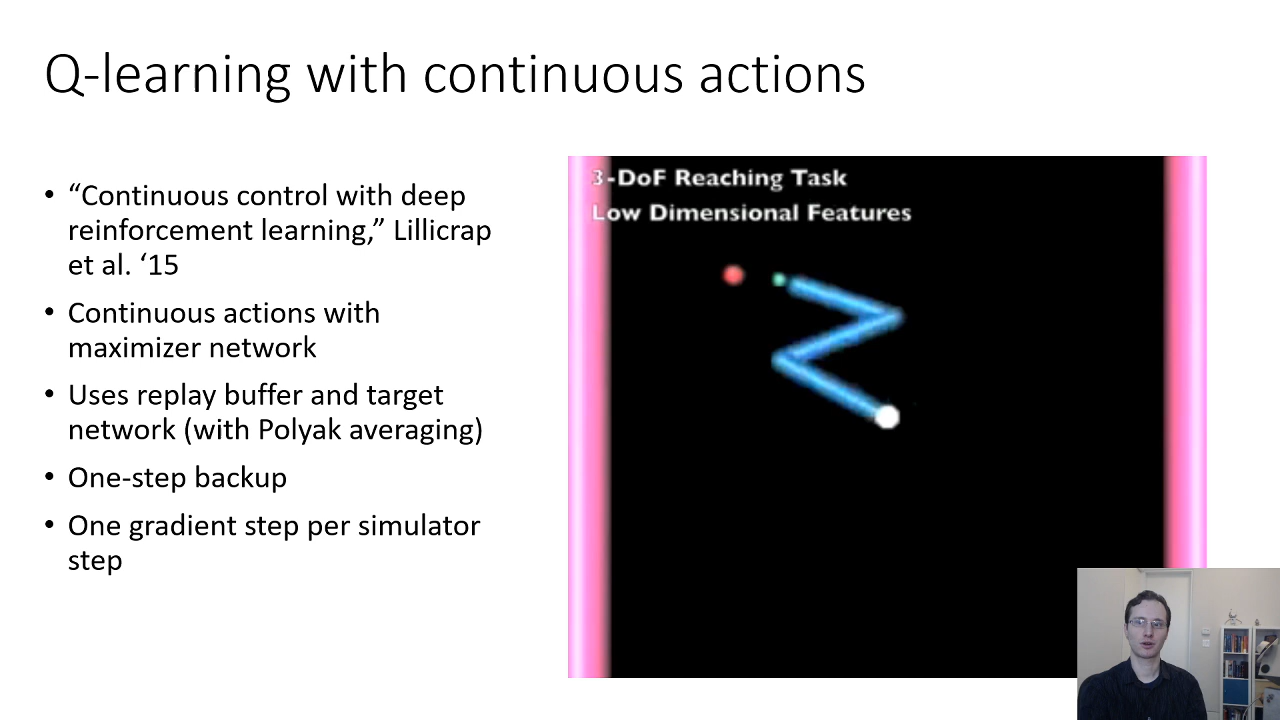 Q-learning with continuous actions
• “Continuous control with deep
reinforcement learning,” Lillicrap
et al. ‘15
• Continuous actions with
maximizer network
• Uses replay buffer and target
network (with Polyak averaging)
• One-step backup
• One gradient step per simulator
step
3-DoF Reaching Task
Low Dimensional Features